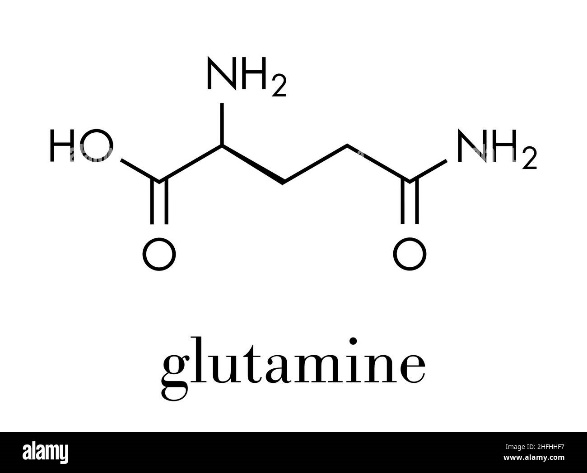 NH2
HO
NH2
O
O
glutamine
alamy
Image ID: 2HFHHF7
www.alamy.com